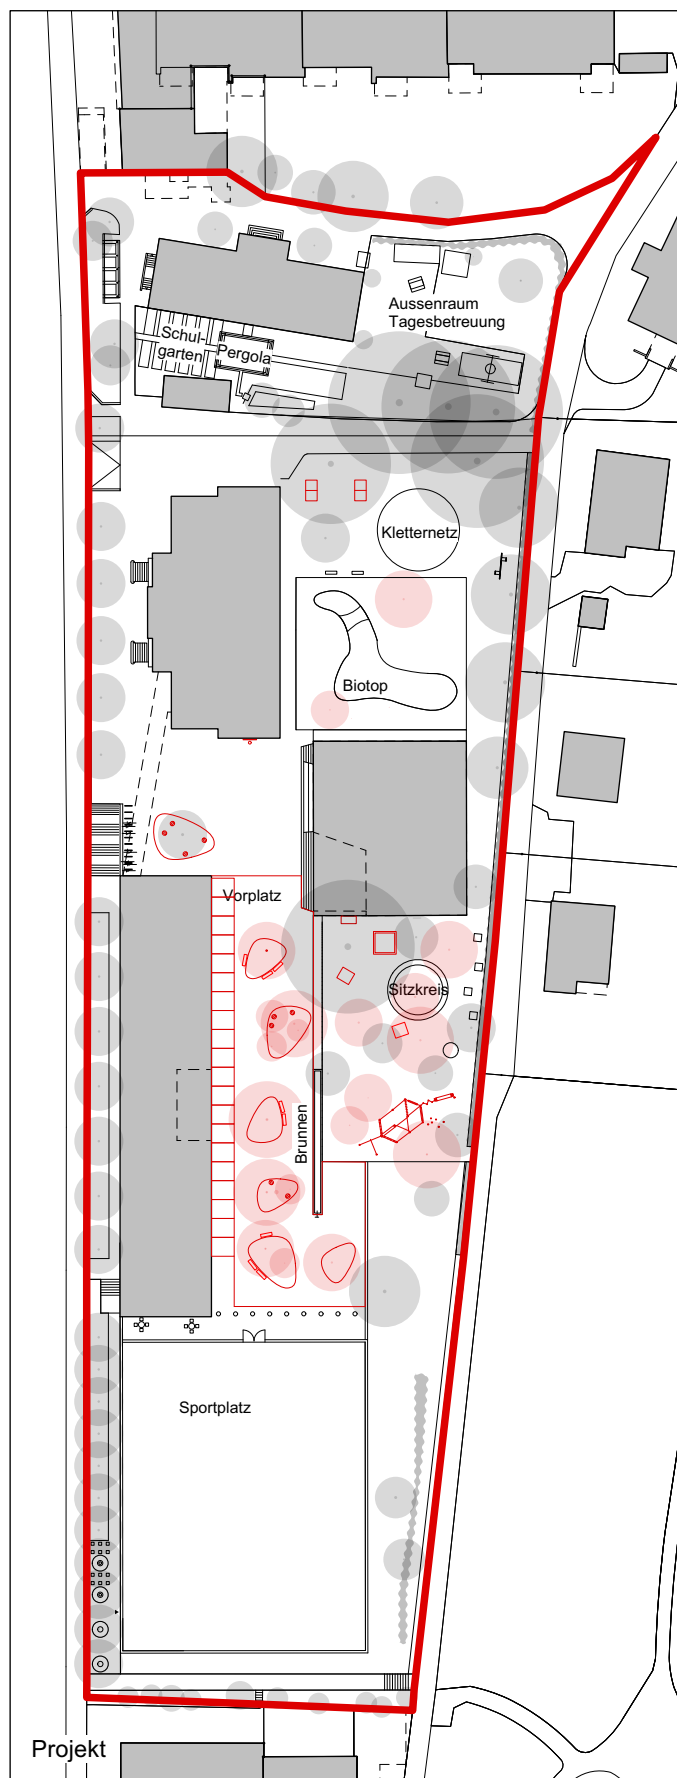 Aussenraum
Tagesbetreuung
Schul-
garten
Pergola
Kletternetz
Biotop
Vorplatz
Sitzkreis
Brunnen
Sportplatz
Projekt